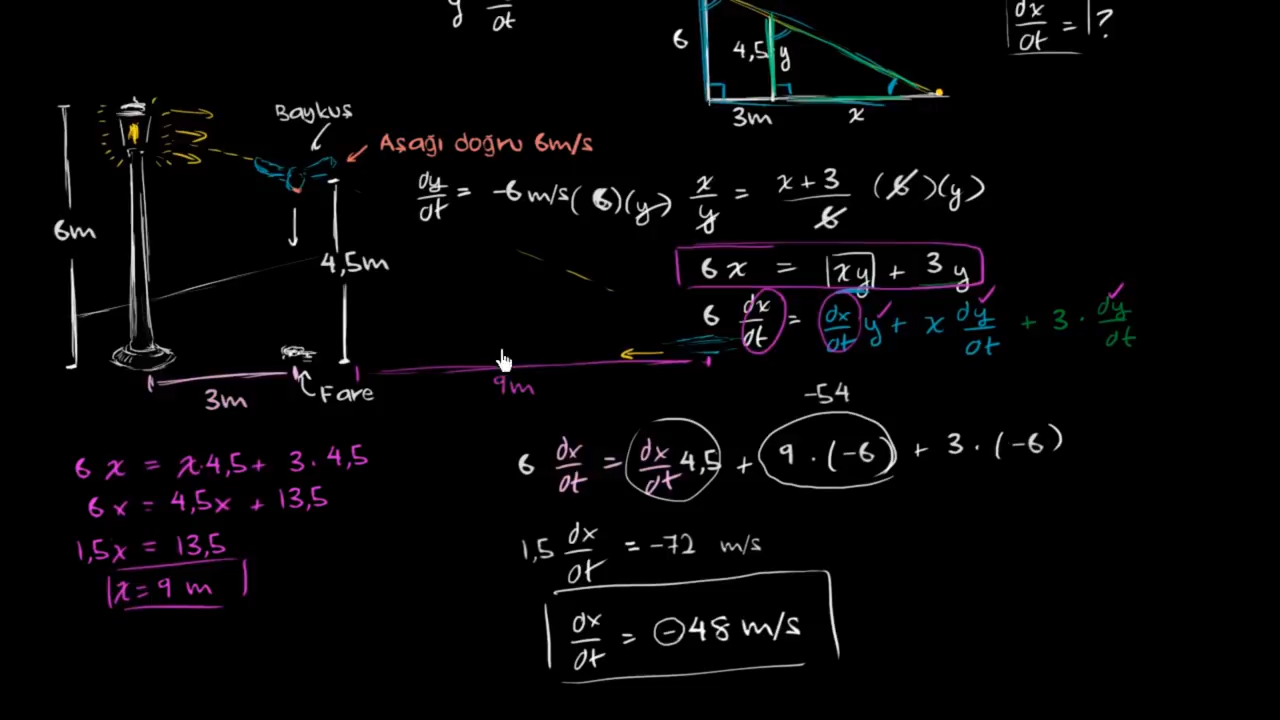 y
dt
6
4,5
y
3m
x
dx/dt = ?
Baykuş
Aşağı doğru 6m/s
6m
4,5m
dy/dt = -6 m/s (6)(y) x/y = x+3/6 (6)(y)
6x = xy + 3y
6 dx/dt = dx/dt y + x dy/dt + 3 · dy/dt
3m
Fare
9m
-54
6 dx/dt = dx/dt 4,5 + 9 · (-6) + 3 · (-6)
6x = x·4,5 + 3·4,5
6x = 4,5x + 13,5
1,5x = 13,5
x = 9 m
1,5 dx/dt = -72 m/s
dx/dt = -48 m/s